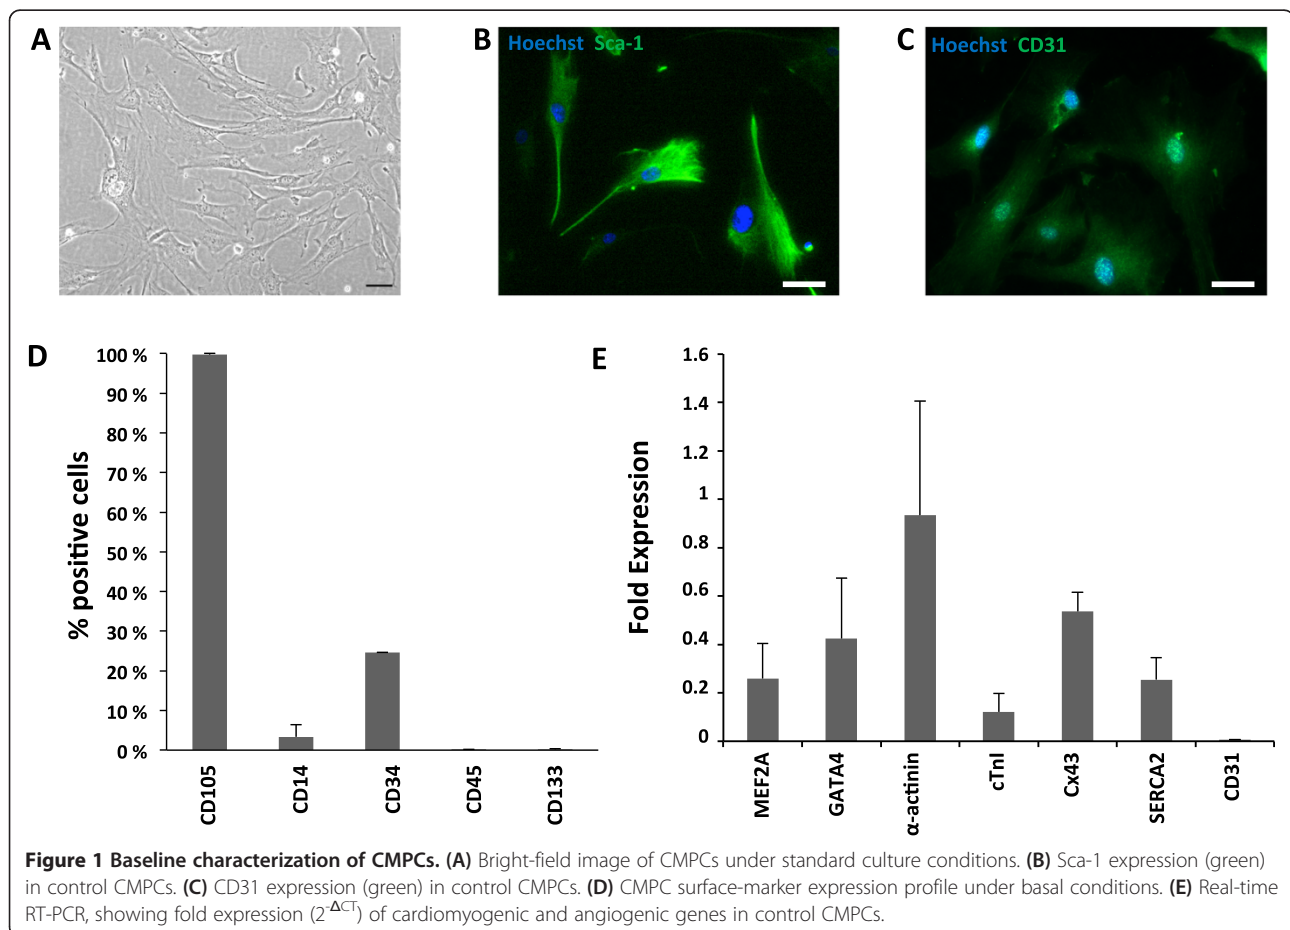 A
B
Hoechst Sca-1
C
Hoechst CD31
D
% positive cells
100 %
90 %
80 %
70 %
60 %
50 %
40 %
30 %
20 %
10 %
0 %
CD105
CD14
CD34
CD45
CD133
E
Fold Expression
1.6
1.4
1.2
1
0.8
0.6
0.4
0.2
0
MEF2A
GATA4
α-actinin
cTnI
Cx43
SERCA2
CD31
Figure 1 Baseline characterization of CMPCs. (A) Bright-field image of CMPCs under standard culture conditions. (B) Sca-1 expression (green)
in control CMPCs. (C) CD31 expression (green) in control CMPCs. (D) CMPC surface-marker expression profile under basal conditions. (E) Real-time
RT-PCR, showing fold expression (2-ΔCT) of cardiomyogenic and angiogenic genes in control CMPCs.